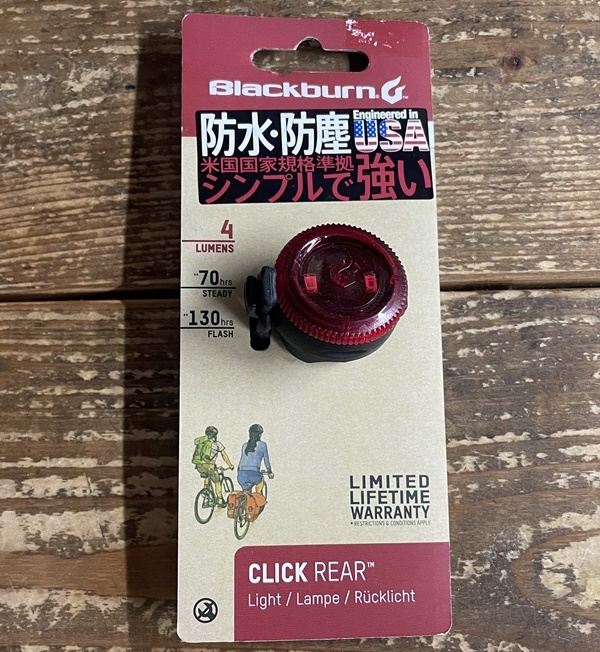 Blackburn™
防水・防塵
Engineered in
USA
米国国家規格準拠
シンプルで強い
4
LUMENS
~70hrs
STEADY
~130hrs
FLASH
LIMITED
LIFETIME
WARRANTY
*RESTRICTIONS & CONDITIONS APPLY
CLICK REAR™
Light / Lampe / Rücklicht